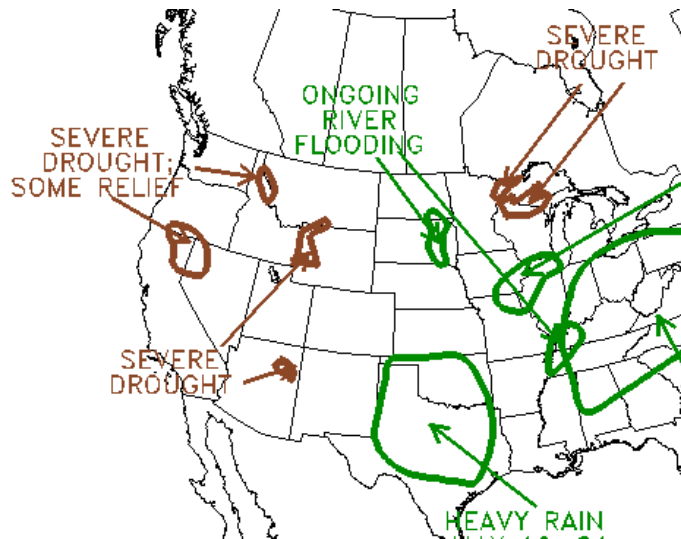 SEVERE
DROUGHT
ONGOING
RIVER
FLOODING
SEVERE
DROUGHT;
SOME RELIEF
SEVERE
DROUGHT
HEAVY RAIN